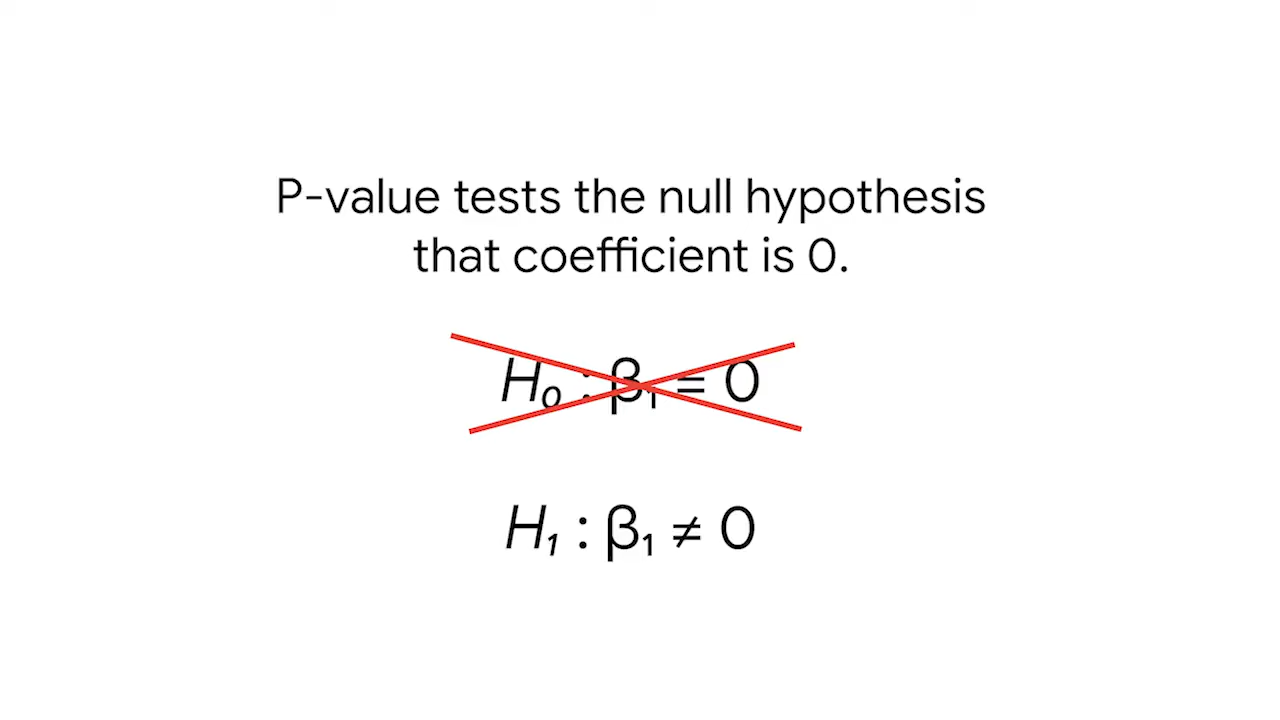 P-value tests the null hypothesis
that coefficient is 0.
H₀ : β₁ = 0
H₁ : β₁ ≠ 0